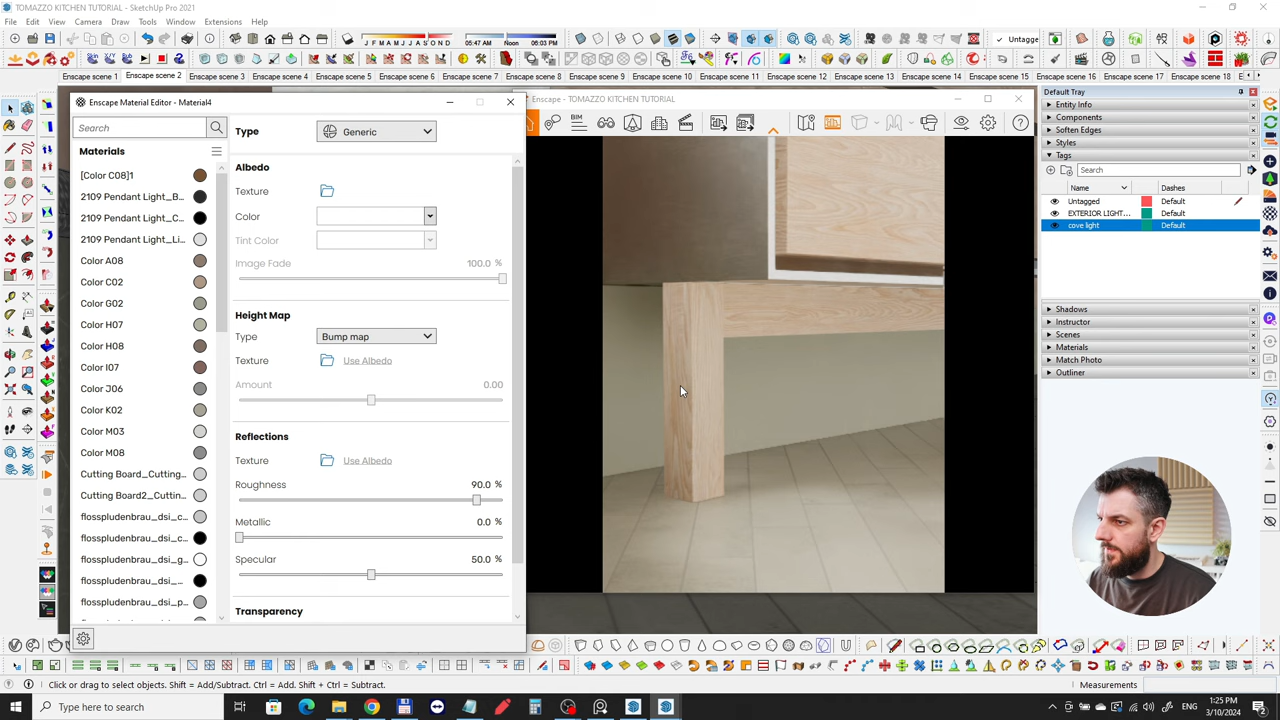 TOMAZZO KITCHEN TUTORIAL - SketchUp Pro 2021
File Edit View Camera Draw Tools Window Extensions Help
J F M A M J J A S O N D 05:47 AM Noon 06:03 PM Untagge
Enscape scene 1 Enscape scene 2 Enscape scene 3 Enscape scene 4 Enscape scene 5 Enscape scene 6 Enscape scene 7 Enscape scene 8 Enscape scene 9 Enscape scene 10 Enscape scene 11 Enscape scene 12 Enscape scene 13 Enscape scene 14 Enscape scene 15 Enscape scene 16 Enscape scene 17 Enscape scene 18
Enscape Material Editor - Material4
Search
Materials
[Color C08]1
2109 Pendant Light_B...
2109 Pendant Light_C...
2109 Pendant Light_Li...
Color A08
Color C02
Color G02
Color H07
Color H08
Color I07
Color J06
Color K02
Color M03
Color M08
Cutting Board_Cutting...
Cutting Board2_Cuttin...
flosspludenbrau_dsi_c...
flosspludenbrau_dsi_c...
flosspludenbrau_dsi_g...
flosspludenbrau_dsi_...
flosspludenbrau_dsi_p...
Type Generic
Albedo
Texture
Color
Tint Color
Image Fade 100.0 %
Height Map
Type Bump map
Texture Use Albedo
Amount 0.00
Reflections
Texture Use Albedo
Roughness 90.0 %
Metallic 0.0 %
Specular 50.0 %
Transparency
Enscape - TOMAZZO KITCHEN TUTORIAL
BIM
Default Tray
Entity Info
Components
Soften Edges
Styles
Tags
Search
Name Dashes
Untagged Default
EXTERIOR LIGHT... Default
cove light Default
Shadows
Instructor
Scenes
Materials
Match Photo
Outliner
Click or drag to select objects. Shift = Add/Subtract. Ctrl = Add. Shift + Ctrl = Subtract.
Measurements
Type here to search
ENG
1:25 PM
3/10/2024